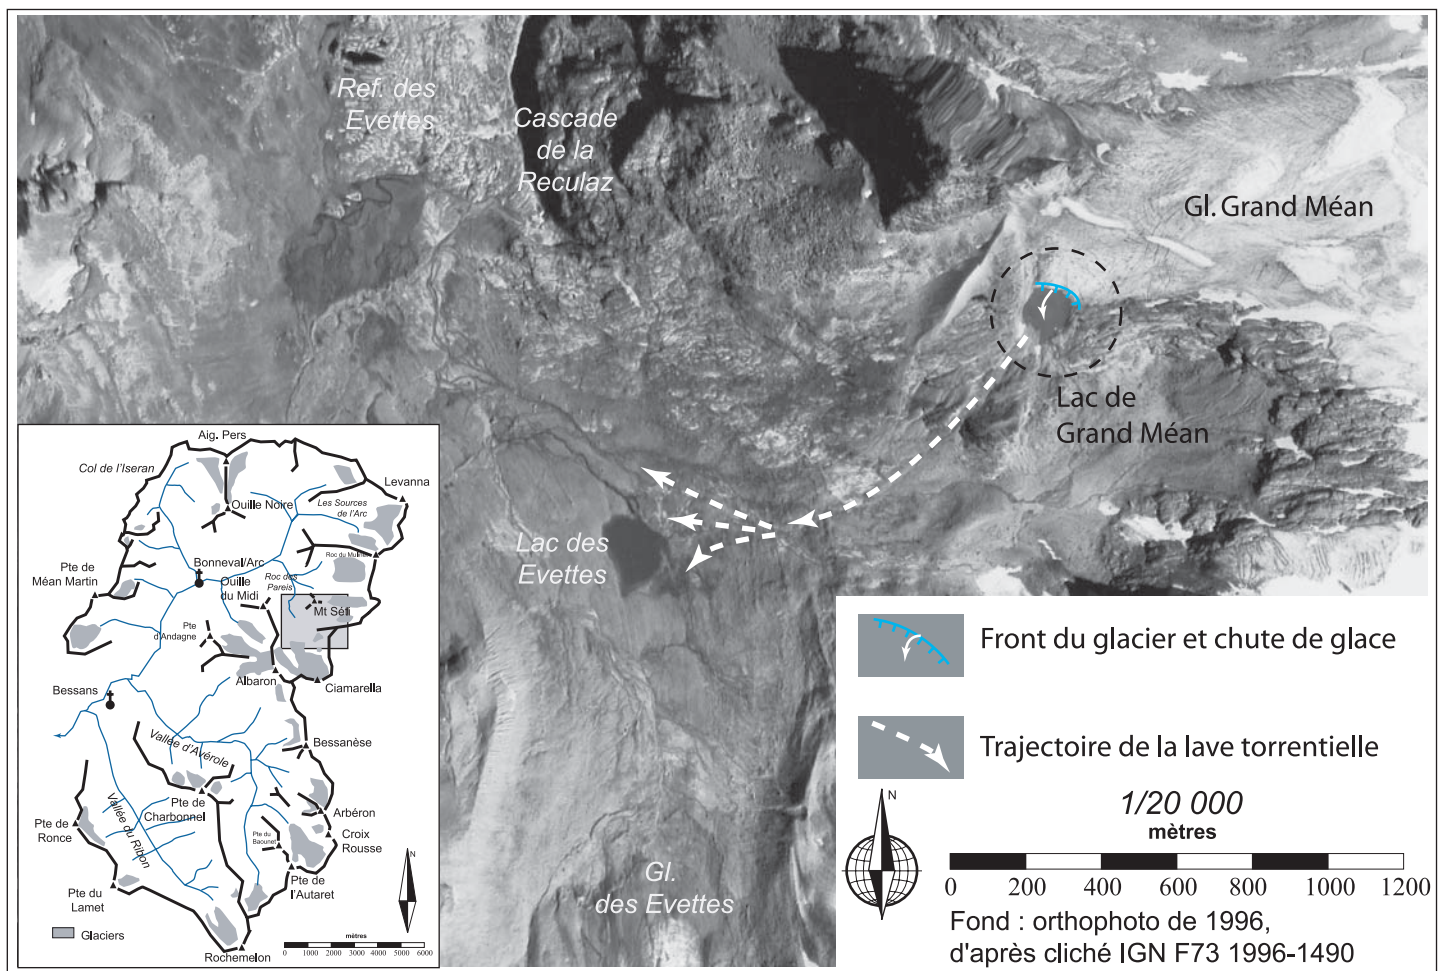 Ref. des
Evettes
Cascade
de la
Reculaz
Gl. Grand Méan
Lac de
Grand Méan
Lac des
Evettes
Gl.
des Evettes
Aig. Pers
Col de l'Iseran
Levanna
Ouille Noire
Les Sources
de l'Arc
Bonneval/Arc
Roc du Mulinet
Pte de
Méan Martin
Ouille
du Midi
Roc des
Pareis
Mt Séti
Pte
d'Andagne
Albaron
Ciamarella
Bessans
Bessanèse
Vallée d'Avérole
Pte de
Charbonnel
Arbéron
Croix
Rousse
Pte de
Ronce
Vallée du Ribon
Pte du
Baounet
Pte de
l'Autaret
Pte du
Lamet
Rochemelon
Glaciers
N
mètres
0 1000 2000 3000 4000 5000 6000
Front du glacier et chute de glace
Trajectoire de la lave torrentielle
N
1/20 000
mètres
0 200 400 600 800 1000 1200
Fond : orthophoto de 1996,
d'après cliché IGN F73 1996-1490